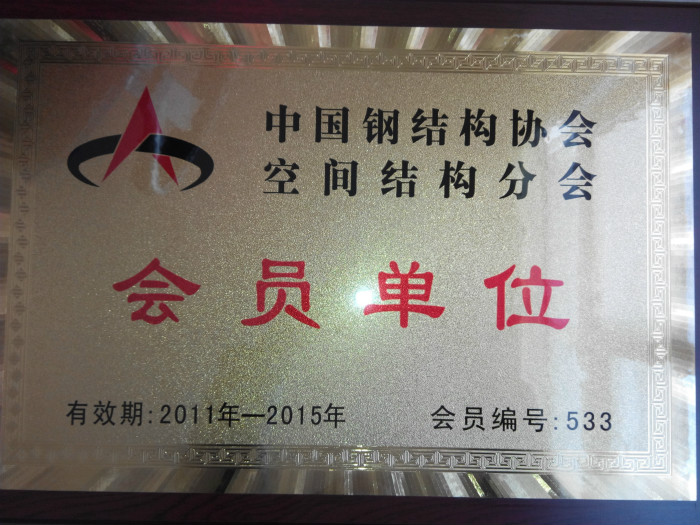 中国钢结构协会
空间结构分会
会员单位
有效期:2011年—2015年 会员编号:533